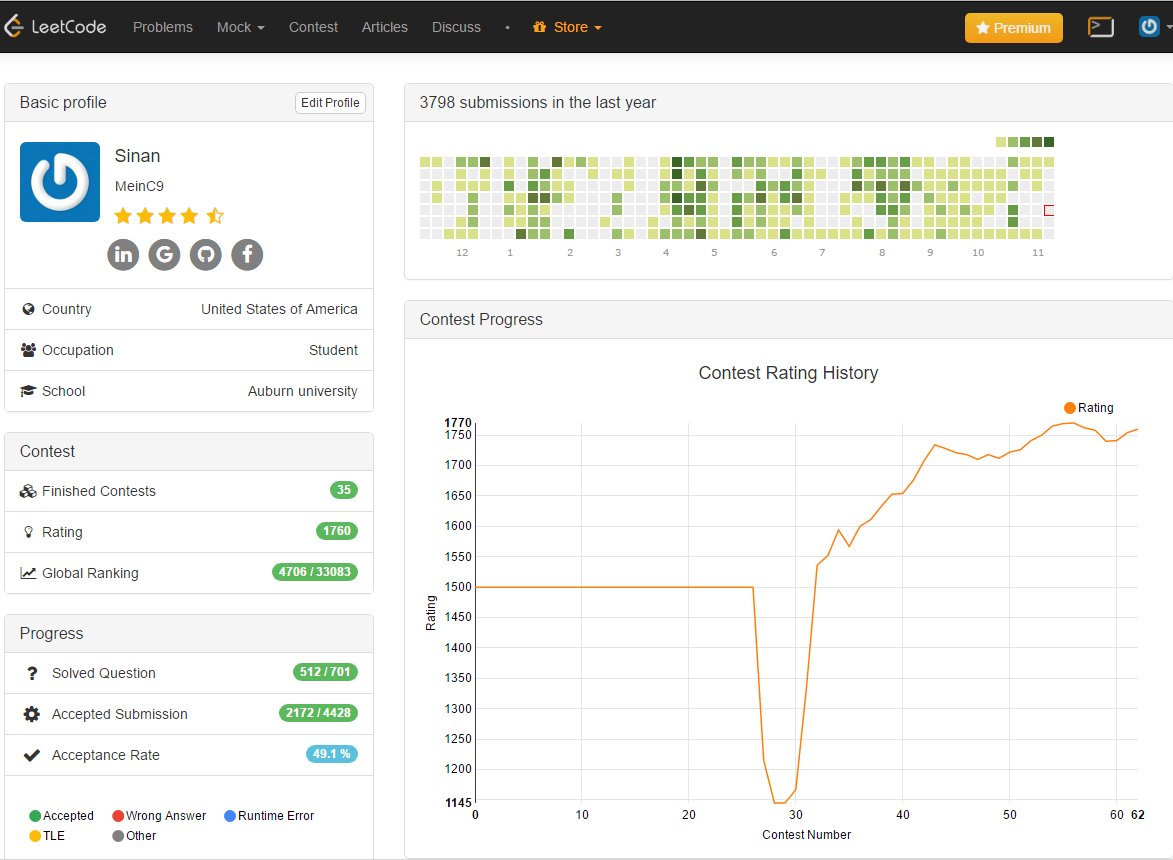 LeetCode Problems Mock Contest Articles Discuss • Store Premium
Basic profile Edit Profile
Sinan
MeinC9
Country United States of America
Occupation Student
School Auburn university
Contest
Finished Contests 35
Rating 1760
Global Ranking 4706 / 33083
Progress
Solved Question 512 / 701
Accepted Submission 2172 / 4428
Acceptance Rate 49.1 %
Accepted Wrong Answer Runtime Error
TLE Other
3798 submissions in the last year
12 1 2 3 4 5 6 7 8 9 10 11
Contest Progress
Contest Rating History
Rating
1770
1750
1700
1650
1600
1550
1500
1450
1400
1350
1300
1250
1200
1145
Rating
0 10 20 30 40 50 60 62
Contest Number